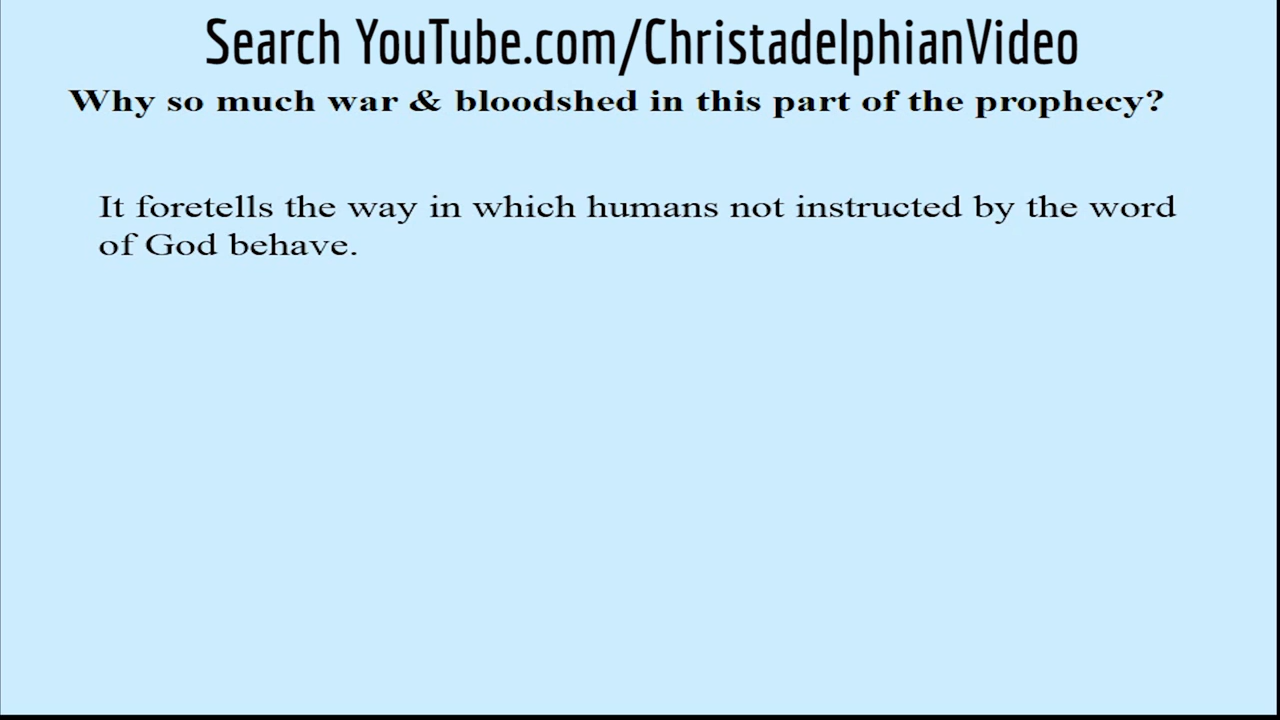 Search YouTube.com/ChristadelphianVideo
Why so much war & bloodshed in this part of the prophecy?
It foretells the way in which humans not instructed by the word
of God behave.